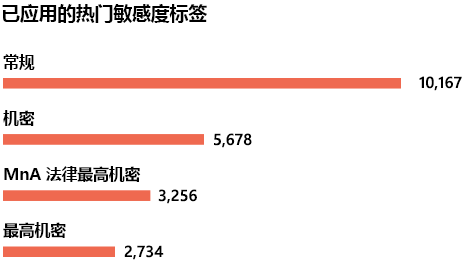 已应用的热门敏感度标签
常规
10,167
机密
5,678
MnA 法律最高机密
3,256
最高机密
2,734